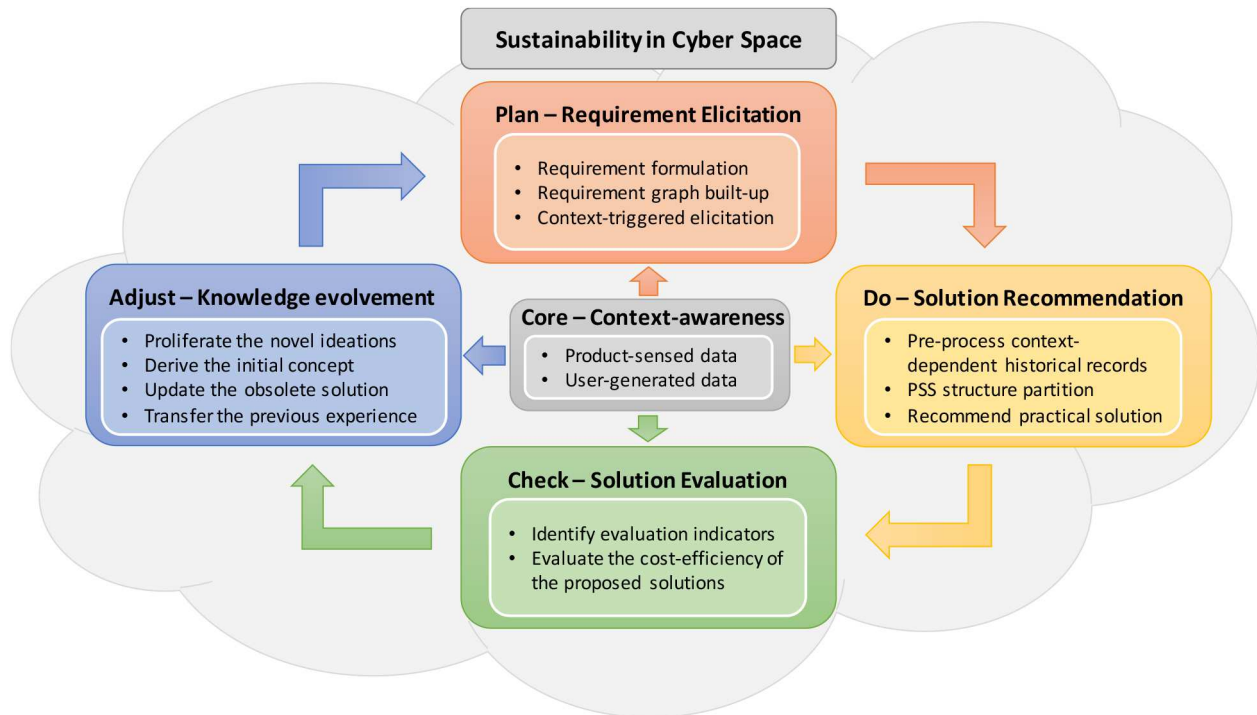 Sustainability in Cyber Space
Plan – Requirement Elicitation
• Requirement formulation
• Requirement graph built-up
• Context-triggered elicitation
Adjust – Knowledge evolvement
• Proliferate the novel ideations
• Derive the initial concept
• Update the obsolete solution
• Transfer the previous experience
Core – Context-awareness
• Product-sensed data
• User-generated data
Do – Solution Recommendation
• Pre-process context-
dependent historical records
• PSS structure partition
• Recommend practical solution
Check – Solution Evaluation
• Identify evaluation indicators
• Evaluate the cost-efficiency of
the proposed solutions